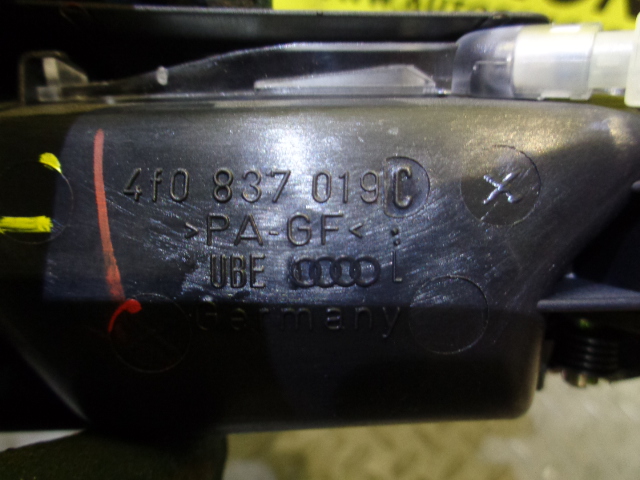 4f0 837 019 C
>PA-GF<
UBE
Germany